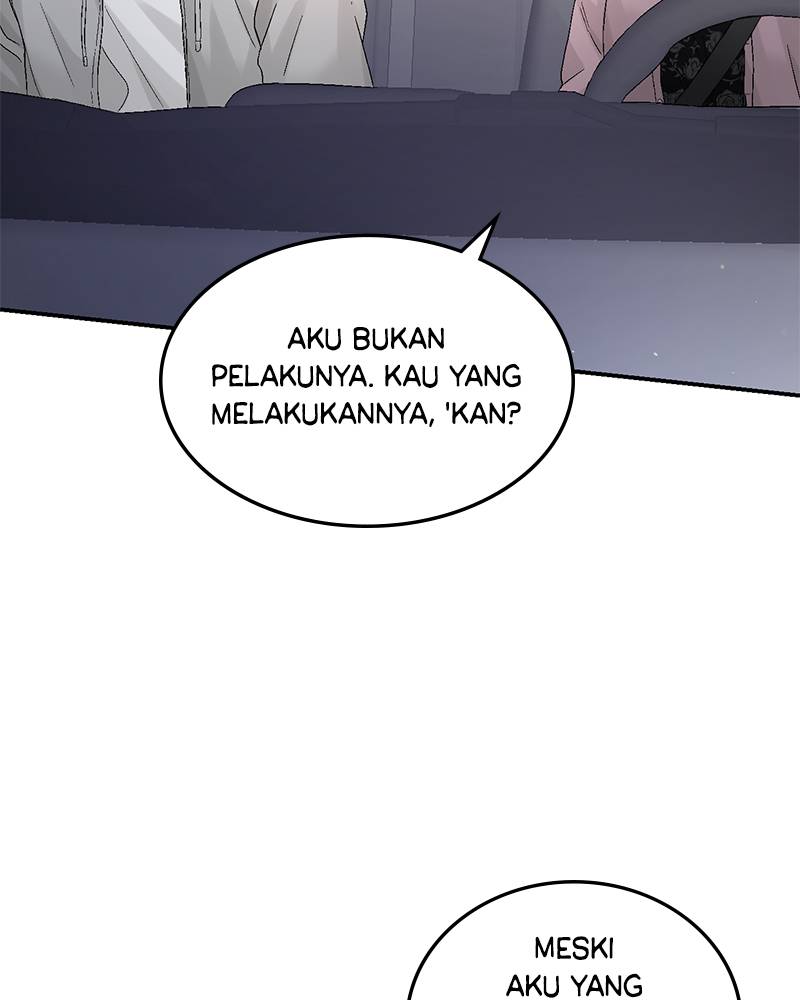 AKU BUKAN
PELAKUNYA. KAU YANG
MELAKUKANNYA, 'KAN?
MESKI
AKU YANG